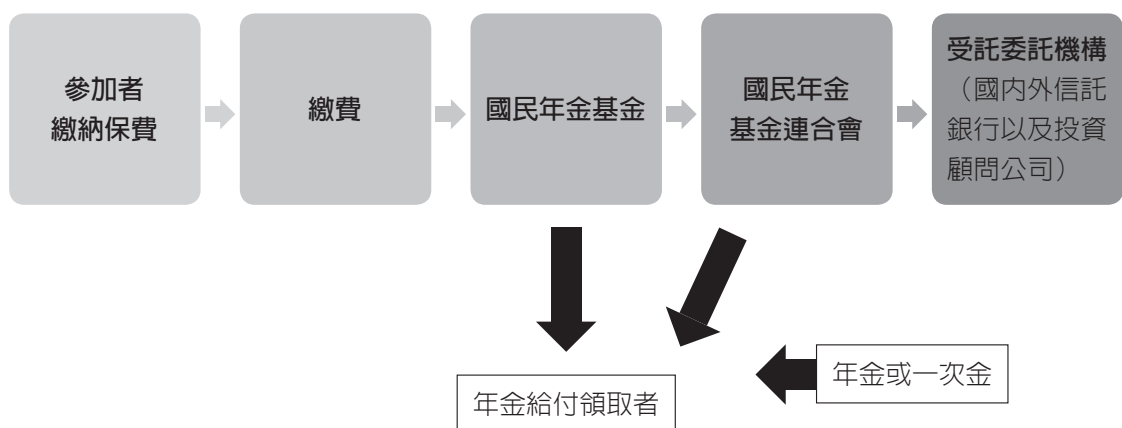 參加者
繳納保費
繳費
國民年金基金
國民年金
基金連合會
受託委託機構
（國内外信託
銀行以及投資
顧問公司）
年金或一次金
年金給付領取者